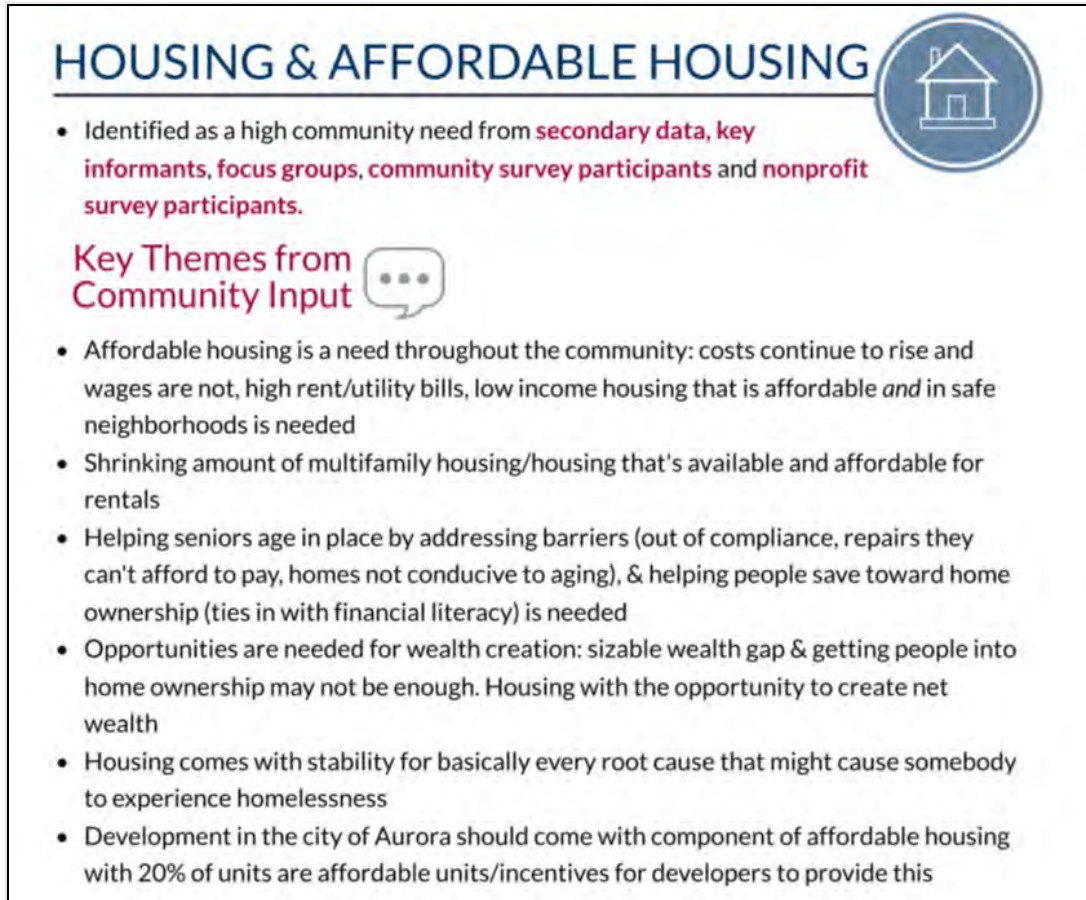 HOUSING & AFFORDABLE HOUSING
• Identified as a high community need from secondary data, key
informants, focus groups, community survey participants and nonprofit
survey participants.
Key Themes from
Community Input
• Affordable housing is a need throughout the community: costs continue to rise and
wages are not, high rent/utility bills, low income housing that is affordable and in safe
neighborhoods is needed
• Shrinking amount of multifamily housing/housing that's available and affordable for
rentals
• Helping seniors age in place by addressing barriers (out of compliance, repairs they
can't afford to pay, homes not conducive to aging), & helping people save toward home
ownership (ties in with financial literacy) is needed
• Opportunities are needed for wealth creation: sizable wealth gap & getting people into
home ownership may not be enough. Housing with the opportunity to create net
wealth
• Housing comes with stability for basically every root cause that might cause somebody
to experience homelessness
• Development in the city of Aurora should come with component of affordable housing
with 20% of units are affordable units/incentives for developers to provide this